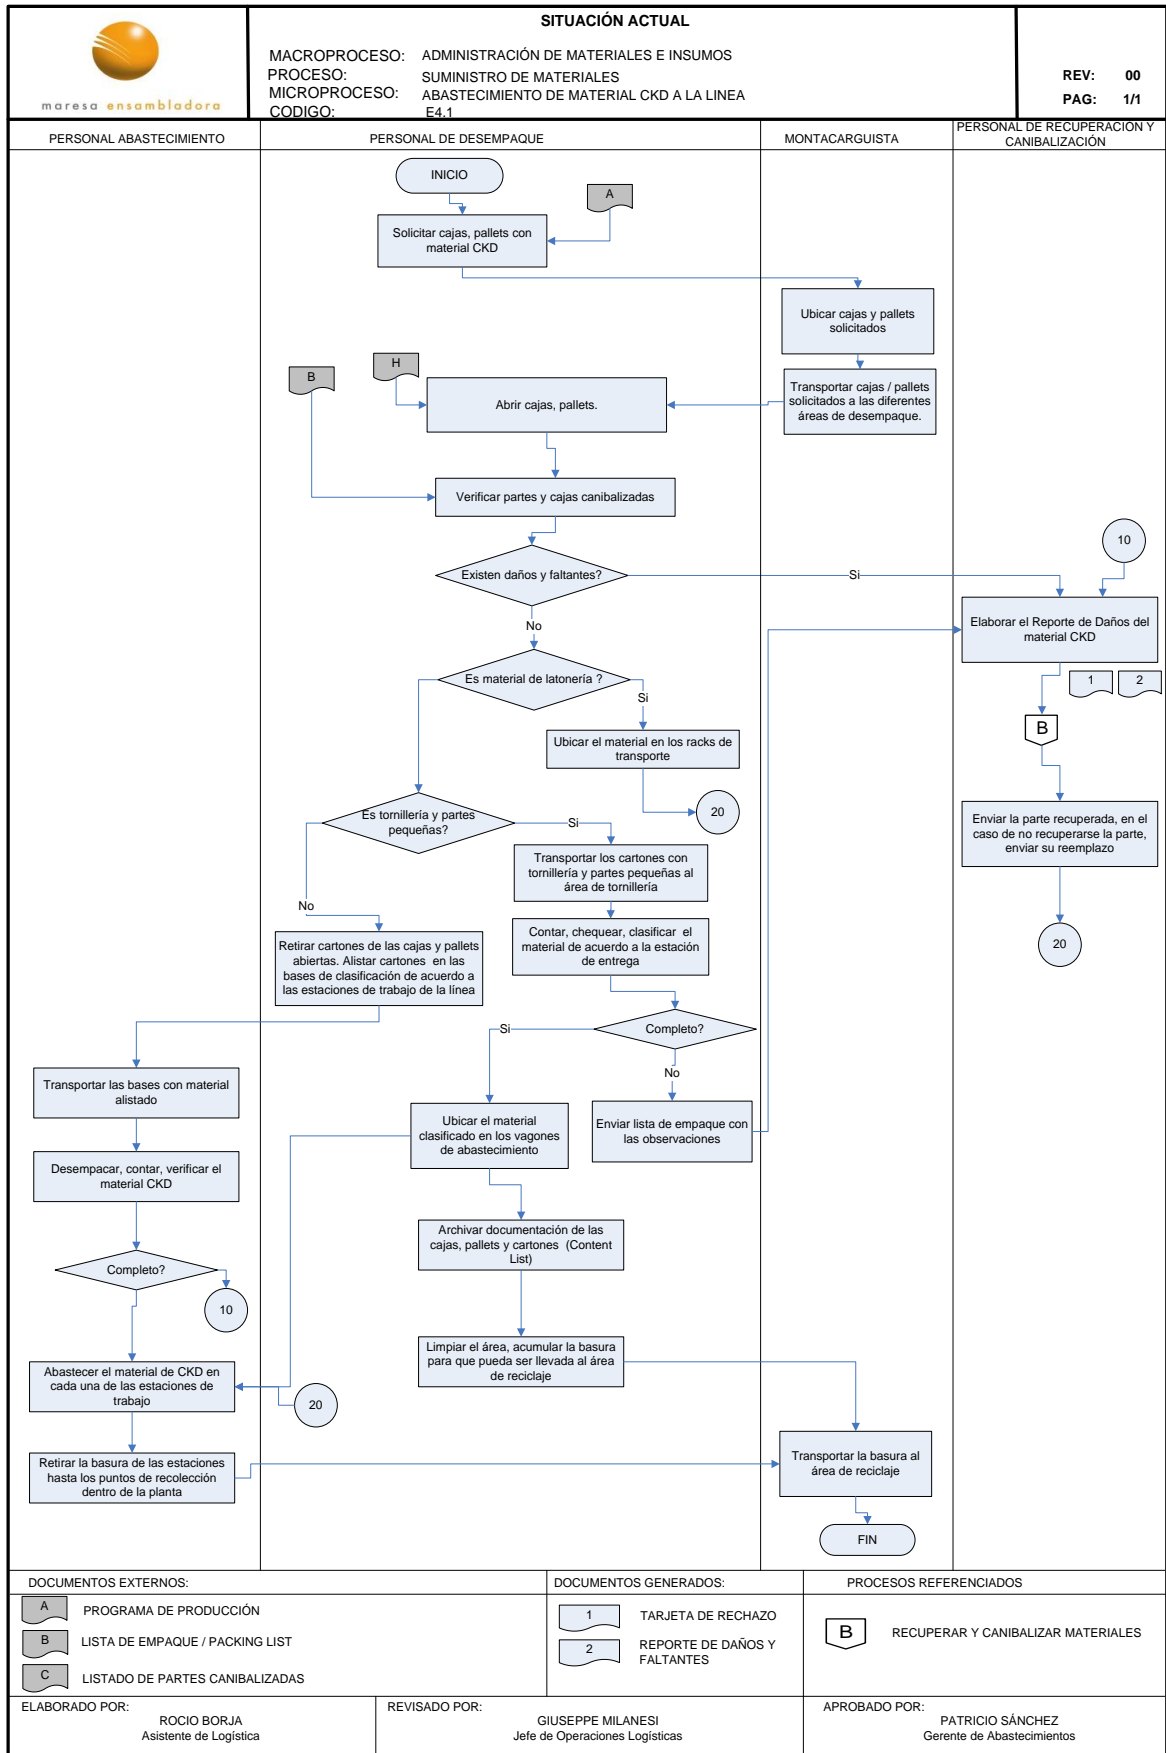 SITUACIÓN ACTUAL
maresa ensambladora
MACROPROCESO: ADMINISTRACIÓN DE MATERIALES E INSUMOS
PROCESO: SUMINISTRO DE MATERIALES
MICROPROCESO: ABASTECIMIENTO DE MATERIAL CKD A LA LINEA
CODIGO: E4.1
REV: 00
PAG: 1/1
PERSONAL ABASTECIMIENTO
PERSONAL DE DESEMPAQUE
MONTACARGUISTA
PERSONAL DE RECUPERACIÓN Y
CANIBALIZACIÓN
INICIO
A
Solicitar cajas, pallets con
material CKD
Ubicar cajas y pallets
solicitados
H
B
Abrir cajas, pallets.
Transportar cajas / pallets
solicitados a las diferentes
áreas de desempaque.
Verificar partes y cajas canibalizadas
10
Existen daños y faltantes?
Si
No
Elaborar el Reporte de Daños del
material CKD
1
2
Es material de latonería ?
Si
B
Ubicar el material en los racks de
transporte
20
Es tornillería y partes
pequeñas?
Si
Enviar la parte recuperada, en el
caso de no recuperarse la parte,
enviar su reemplazo
Transportar los cartones con
tornillería y partes pequeñas al
área de tornillería
No
20
Retirar cartones de las cajas y pallets
abiertas. Alistar cartones en las
bases de clasificación de acuerdo a
las estaciones de trabajo de la línea
Contar, chequear, clasificar el
material de acuerdo a la estación
de entrega
Si
Completo?
No
Transportar las bases con material
alistado
Ubicar el material
clasificado en los vagones
de abastecimiento
Enviar lista de empaque con
las observaciones
Desempacar, contar, verificar el
material CKD
Archivar documentación de las
cajas, pallets y cartones (Content
List)
Completo?
10
Limpiar el área, acumular la basura
para que pueda ser llevada al área
de reciclaje
Abastecer el material de CKD en
cada una de las estaciones de
trabajo
20
Retirar la basura de las estaciones
hasta los puntos de recolección
dentro de la planta
Transportar la basura al
área de reciclaje
FIN
DOCUMENTOS EXTERNOS:
A PROGRAMA DE PRODUCCIÓN
B LISTA DE EMPAQUE / PACKING LIST
C LISTADO DE PARTES CANIBALIZADAS
DOCUMENTOS GENERADOS:
1 TARJETA DE RECHAZO
2 REPORTE DE DAÑOS Y
FALTANTES
PROCESOS REFERENCIADOS
B RECUPERAR Y CANIBALIZAR MATERIALES
ELABORADO POR:
ROCIO BORJA
Asistente de Logística
REVISADO POR:
GIUSEPPE MILANESI
Jefe de Operaciones Logísticas
APROBADO POR:
PATRICIO SÁNCHEZ
Gerente de Abastecimientos